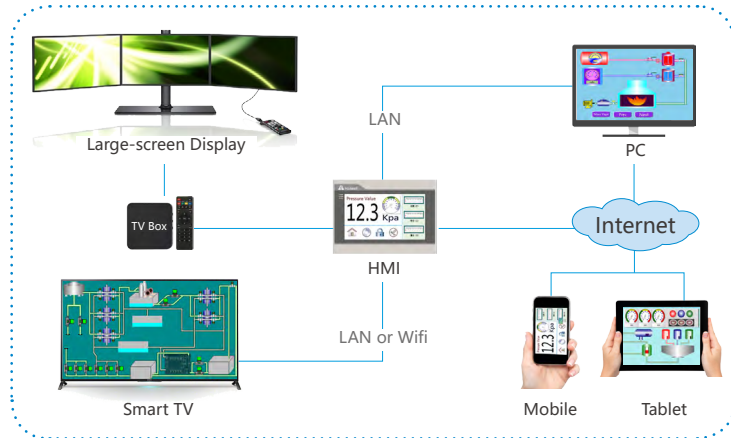 Large-screen Display
LAN
PC
TV Box
Pressure Value
12.3
Kpa
HMI
Internet
LAN or Wifi
12.3 Kpa
Smart TV
Mobile
Tablet